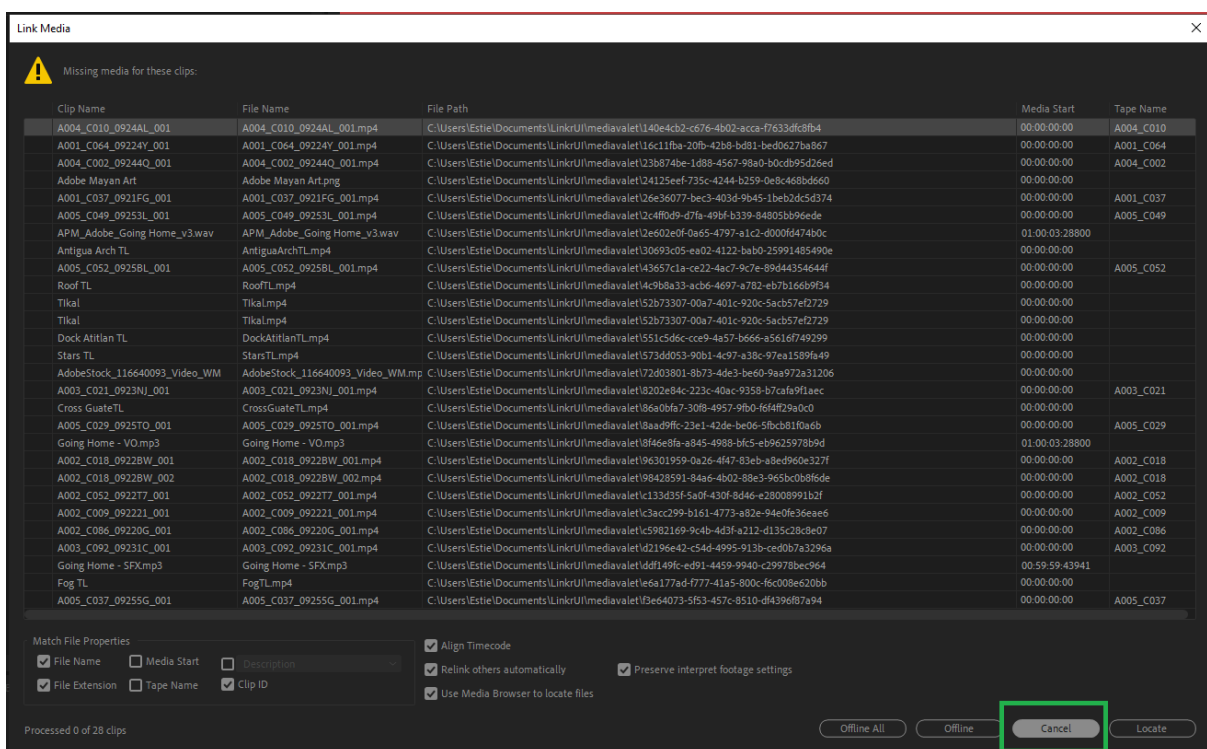 Link Media
Missing media for these clips:
Clip Name File Name File Path Media Start Tape Name
A004_C010_0924AL_001 A004_C010_0924AL_001.mp4 C:\Users\Estie\Documents\LinkrUI\mediavalet\140e4cb2-c676-4b02-acca-f7633dfc8fb4 00:00:00:00 A004_C010
A001_C064_09224Y_001 A001_C064_09224Y_001.mp4 C:\Users\Estie\Documents\LinkrUI\mediavalet\16c11fba-20fb-42b8-bd81-bed0627ba867 00:00:00:00 A001_C064
A004_C002_09244Q_001 A004_C002_09244Q_001.mp4 C:\Users\Estie\Documents\LinkrUI\mediavalet\23b874be-1d88-4567-98a0-b0cdb95d26ed 00:00:00:00 A004_C002
Adobe Mayan Art Adobe Mayan Art.png C:\Users\Estie\Documents\LinkrUI\mediavalet\24125eef-735c-4244-b259-0e8c468bd660 00:00:00:00
A001_C037_0921FG_001 A001_C037_0921FG_001.mp4 C:\Users\Estie\Documents\LinkrUI\mediavalet\26e36077-bec3-403d-9b45-1beb2dc5d374 00:00:00:00 A001_C037
A005_C049_09253L_001 A005_C049_09253L_001.mp4 C:\Users\Estie\Documents\LinkrUI\mediavalet\2c4ff0d9-d7fa-49bf-b339-84805bb96ede 00:00:00:00 A005_C049
APM_Adobe_Going Home_v3.wav APM_Adobe_Going Home_v3.wav C:\Users\Estie\Documents\LinkrUI\mediavalet\2e602e0f-0a65-4797-a1c2-d000fd474b0c 01:00:03:28800
Antigua Arch TL AntiguaArchTL.mp4 C:\Users\Estie\Documents\LinkrUI\mediavalet\30693c05-ea02-4122-bab0-25991485490e 00:00:00:00
A005_C052_0925BL_001 A005_C052_0925BL_001.mp4 C:\Users\Estie\Documents\LinkrUI\mediavalet\43657c1a-ce22-4ac7-9c7e-89d44354644f 00:00:00:00 A005_C052
Roof TL RoofTL.mp4 C:\Users\Estie\Documents\LinkrUI\mediavalet\4c9b8a33-acb6-4697-a782-eb7b166b9f34 00:00:00:00
TIkal TIkal.mp4 C:\Users\Estie\Documents\LinkrUI\mediavalet\52b73307-00a7-401c-920c-5acb57ef2729 00:00:00:00
TIkal TIkal.mp4 C:\Users\Estie\Documents\LinkrUI\mediavalet\52b73307-00a7-401c-920c-5acb57ef2729 00:00:00:00
Dock Atitlan TL DockAtitlanTL.mp4 C:\Users\Estie\Documents\LinkrUI\mediavalet\551c5d6c-cce9-4a57-b666-a5616f749299 00:00:00:00
Stars TL StarsTL.mp4 C:\Users\Estie\Documents\LinkrUI\mediavalet\573dd053-90b1-4c97-a38c-97ea1589fa49 00:00:00:00
AdobeStock_116640093_Video_WM AdobeStock_116640093_Video_WM.mp C:\Users\Estie\Documents\LinkrUI\mediavalet\72d03801-8b73-4de3-be60-9aa972a31206 00:00:00:00
A003_C021_0923NJ_001 A003_C021_0923NJ_001.mp4 C:\Users\Estie\Documents\LinkrUI\mediavalet\8202e84c-223c-40ac-9358-b7cafa9f1aec 00:00:00:00 A003_C021
Cross GuateTL CrossGuateTL.mp4 C:\Users\Estie\Documents\LinkrUI\mediavalet\86a0bfa7-30f8-4957-9fb0-f6f4ff29a0c0 00:00:00:00
A005_C029_0925TO_001 A005_C029_0925TO_001.mp4 C:\Users\Estie\Documents\LinkrUI\mediavalet\8aad9ffc-23e1-42de-be06-5fbcb81f0a6b 00:00:00:00 A005_C029
Going Home - VO.mp3 Going Home - VO.mp3 C:\Users\Estie\Documents\LinkrUI\mediavalet\8f46e8fa-a845-4988-bfc5-eb9625978b9d 01:00:03:28800
A002_C018_0922BW_001 A002_C018_0922BW_001.mp4 C:\Users\Estie\Documents\LinkrUI\mediavalet\96301959-0a26-4f47-83eb-a8ed960e327f 00:00:00:00 A002_C018
A002_C018_0922BW_002 A002_C018_0922BW_002.mp4 C:\Users\Estie\Documents\LinkrUI\mediavalet\98428591-84a6-4b02-88e3-965bc0b8f6de 00:00:00:00 A002_C018
A002_C052_0922T7_001 A002_C052_0922T7_001.mp4 C:\Users\Estie\Documents\LinkrUI\mediavalet\c133d35f-5a0f-430f-8d46-e28008991b2f 00:00:00:00 A002_C052
A002_C009_092221_001 A002_C009_092221_001.mp4 C:\Users\Estie\Documents\LinkrUI\mediavalet\c3acc299-b161-4773-a82e-94e0fe36eae6 00:00:00:00 A002_C009
A002_C086_09220G_001 A002_C086_09220G_001.mp4 C:\Users\Estie\Documents\LinkrUI\mediavalet\c5982169-9c4b-4d3f-a212-d135c28c8e07 00:00:00:00 A002_C086
A003_C092_09231C_001 A003_C092_09231C_001.mp4 C:\Users\Estie\Documents\LinkrUI\mediavalet\d2196e42-c54d-4995-913b-ced0b7a3296a 00:00:00:00 A003_C092
Going Home - SFX.mp3 Going Home - SFX.mp3 C:\Users\Estie\Documents\LinkrUI\mediavalet\ddf149fc-ed91-4459-9940-c29978bec964 00:59:59:43941
Fog TL FogTL.mp4 C:\Users\Estie\Documents\LinkrUI\mediavalet\e6a177ad-f777-41a5-800c-f6c008e620bb 00:00:00:00
A005_C037_09255G_001 A005_C037_09255G_001.mp4 C:\Users\Estie\Documents\LinkrUI\mediavalet\f3e64073-5f53-457c-8510-df4396f87a94 00:00:00:00 A005_C037
Match File Properties
Align Timecode
File Name Media Start Description
Relink others automatically Preserve interpret footage settings
File Extension Tape Name Clip ID
Use Media Browser to locate files
Processed 0 of 28 clips
Offline All Offline Cancel Locate